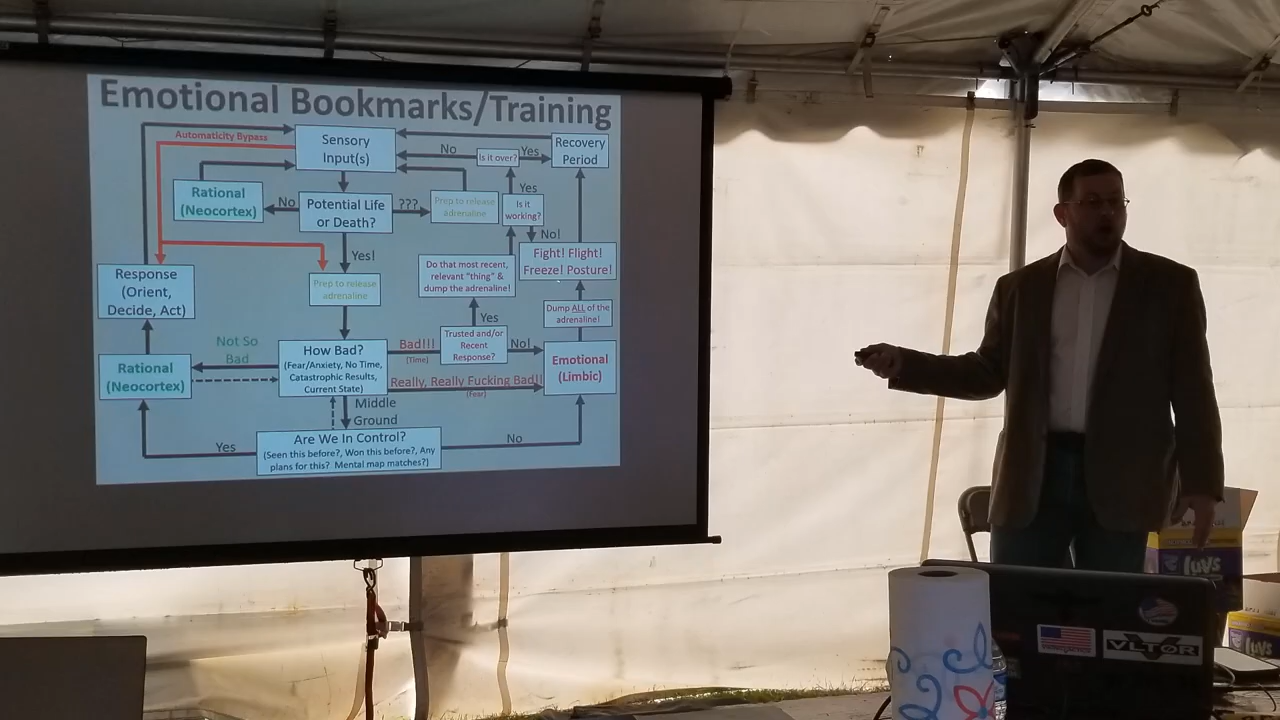 Emotional Bookmarks/Training
Automaticity Bypass
Sensory
Input(s)
No
Is it over?
Yes
Recovery
Period
Rational
(Neocortex)
No
Potential Life
or Death?
???
Prep to release
adrenaline
Yes
Is it
working?
No!
Yes!
Response
(Orient,
Decide, Act)
Prep to release
adrenaline
Do that most recent,
relevant "thing" &
dump the adrenaline!
Fight! Flight!
Freeze! Posture!
Dump ALL of the
adrenaline!
Yes
Not So
Bad
How Bad?
(Fear/Anxiety, No Time,
Catastrophic Results,
Current State)
Bad!!!
(Time)
Trusted and/or
Recent
Response?
No!
Rational
(Neocortex)
Really, Really Fucking Bad!!
(Fear)
Emotional
(Limbic)
Middle
Ground
Yes
Are We In Control?
(Seen this before?, Won this before?, Any
plans for this? Mental map matches?)
No
luvs
luvs
VLTOR